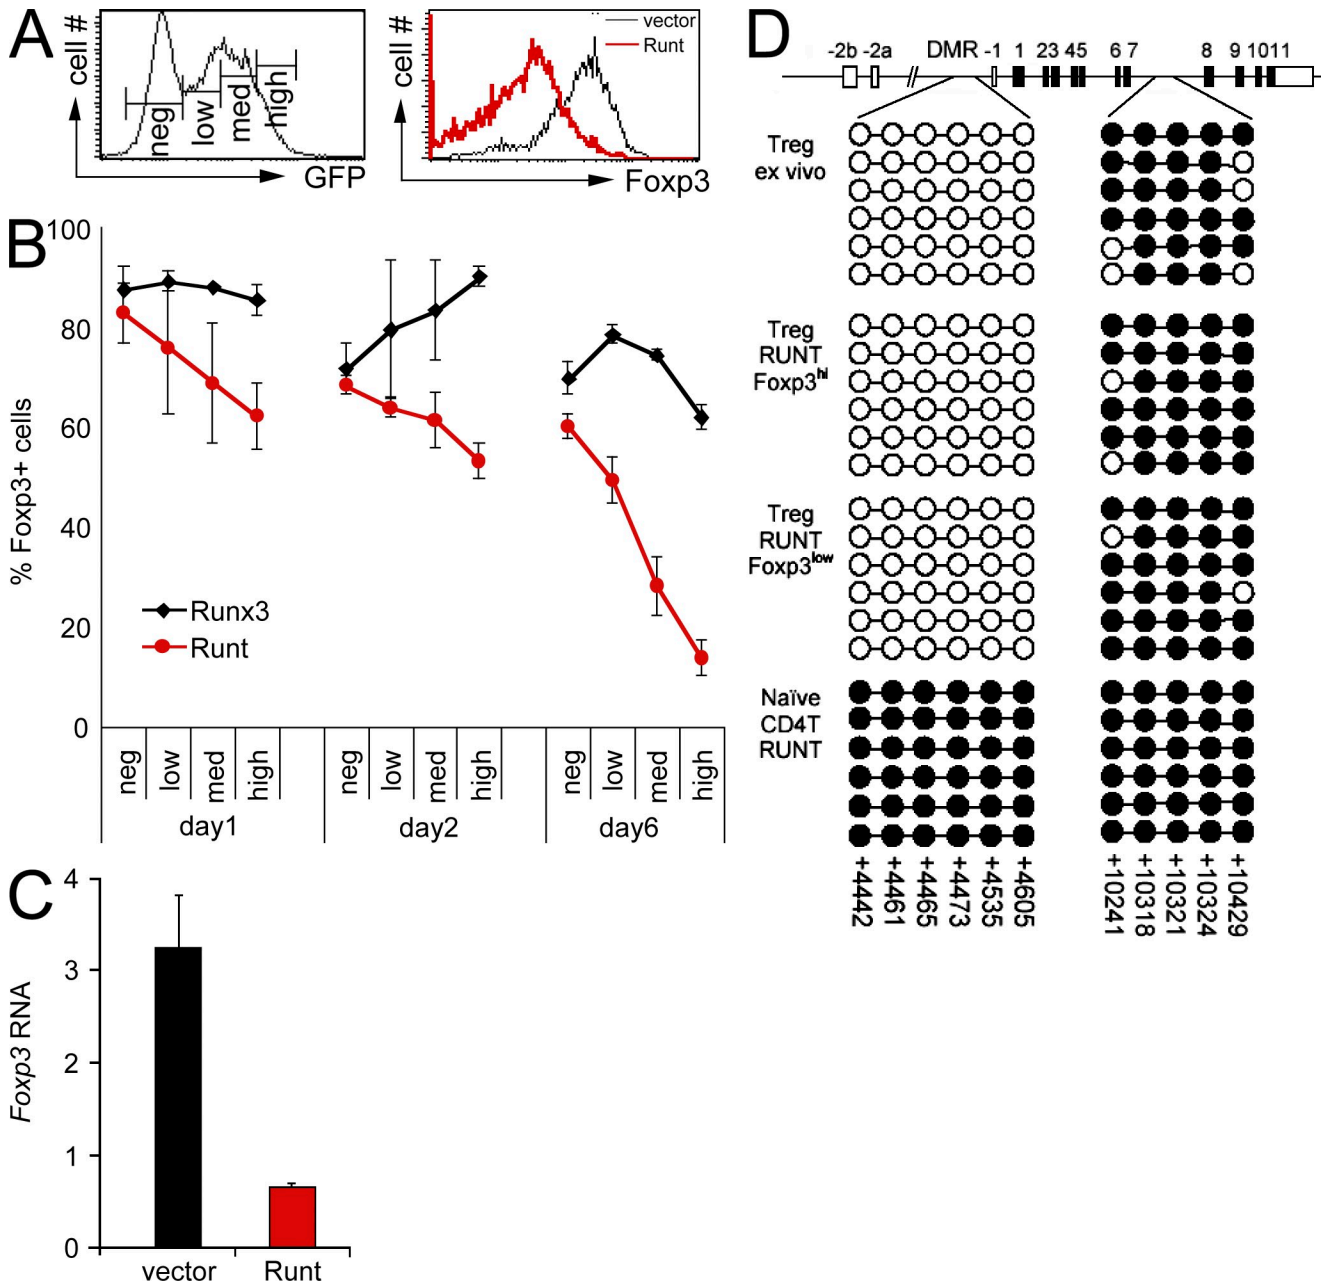 A
cell #
neg
low
med
high
GFP
cell #
vector
Runt
Foxp3
B
% Foxp3+ cells
100
80
60
40
20
0
Runx3
Runt
neg low med high neg low med high neg low med high
day1 day2 day6
C
Foxp3 RNA
4
3
2
1
0
vector Runt
D
-2b -2a DMR -1 1 23 45 6 7 8 9 1011
Treg
ex vivo
Treg
RUNT
Foxp3hi
Treg
RUNT
Foxp3low
Naïve
CD4T
RUNT
+4442 +4461 +4465 +4473 +4535 +4605 +10241 +10318 +10321 +10324 +10429